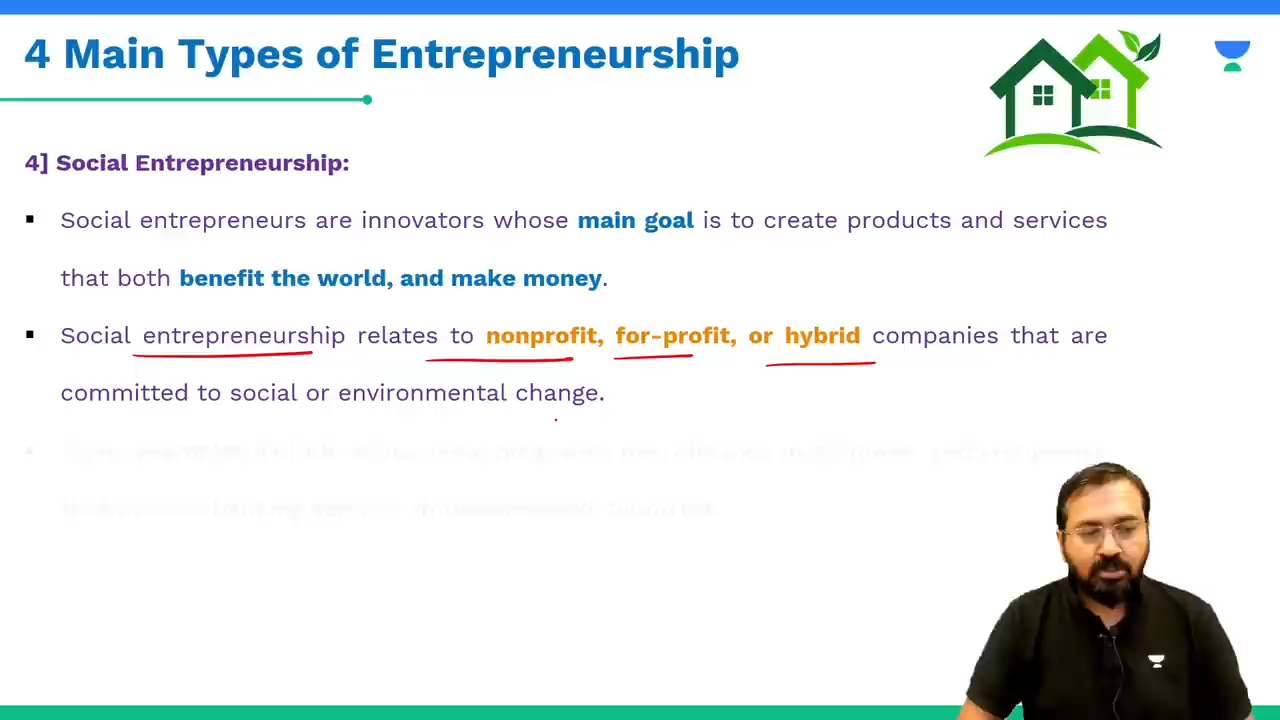 4 Main Types of Entrepreneurship
4] Social Entrepreneurship:
Social entrepreneurs are innovators whose main goal is to create products and services
that both benefit the world, and make money.
Social entrepreneurship relates to nonprofit, for-profit, or hybrid companies that are
committed to social or environmental change.